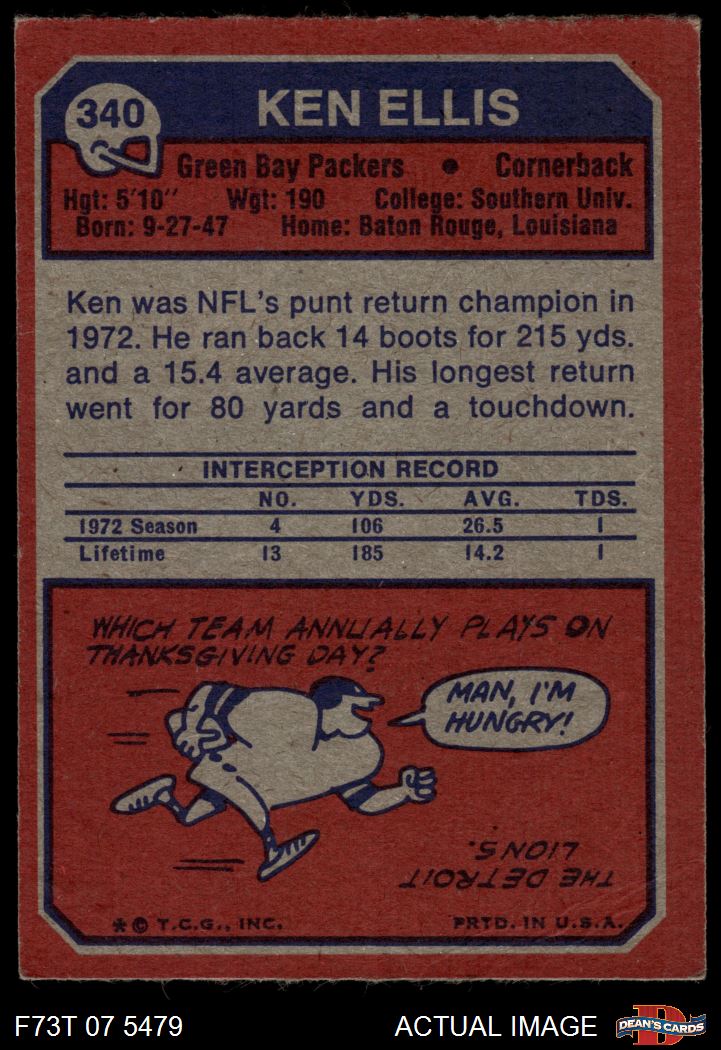 340
KEN ELLIS
Green Bay Packers • Cornerback
Hgt: 5'10" Wgt: 190 College: Southern Univ.
Born: 9-27-47 Home: Baton Rouge, Louisiana
Ken was NFL's punt return champion in
1972. He ran back 14 boots for 215 yds.
and a 15.4 average. His longest return
went for 80 yards and a touchdown.
INTERCEPTION RECORD
NO. YDS. AVG. TDS.
1972 Season 4 106 26.5 1
Lifetime 13 185 14.2 1
WHICH TEAM ANNUALLY PLAYS ON
THANKSGIVING DAY?
MAN, I'M
HUNGRY!
THE DETROIT
LIONS.
* © T.C.G., INC. PRTD. IN U.S.A.
F73T 07 5479 ACTUAL IMAGE
D
DEAN'S CARDS